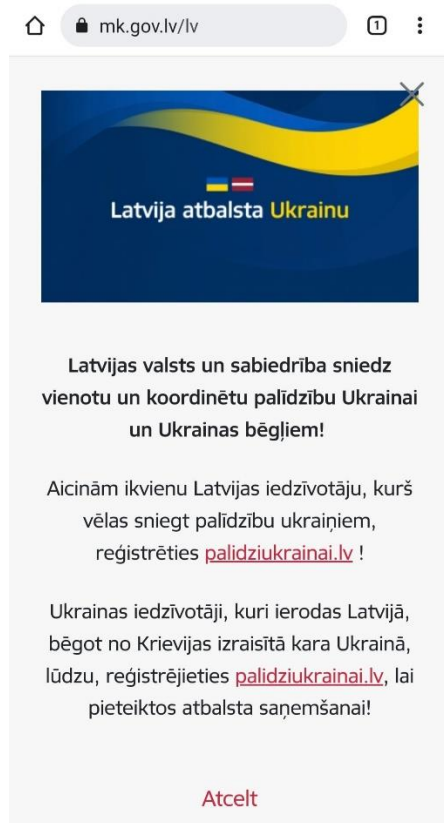 mk.gov.lv/lv
1
Latvija atbalsta Ukrainu
Latvijas valsts un sabiedrība sniedz
vienotu un koordinētu palīdzību Ukrainai
un Ukrainas bēgļiem!
Aicinām ikvienu Latvijas iedzīvotāju, kurš
vēlas sniegt palīdzību ukraiņiem,
reģistrēties palidziukrainai.lv !
Ukrainas iedzīvotāji, kuri ierodas Latvijā,
bēgot no Krievijas izraisītā kara Ukrainā,
lūdzu, reģistrējieties palidziukrainai.lv, lai
pieteiktos atbalsta saņemšanai!
Atcelt